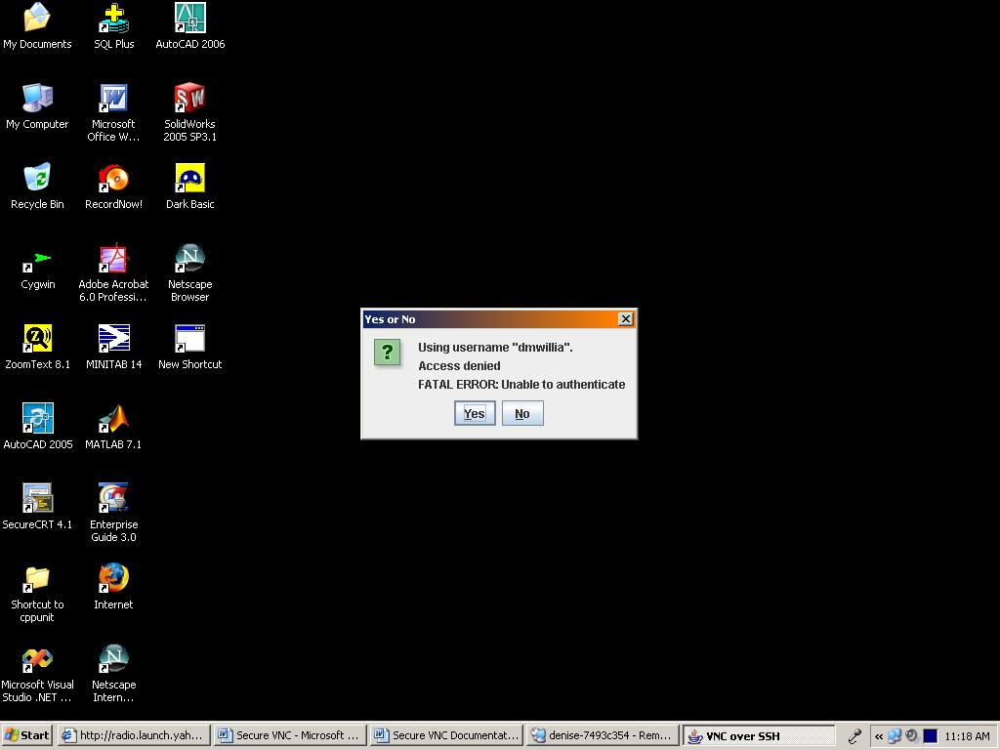 My Documents
SQL Plus
AutoCAD 2006
My Computer
Microsoft
Office W...
SolidWorks
2005 SP3.1
Recycle Bin
RecordNow!
Dark Basic
Cygwin
Adobe Acrobat
6.0 Professi...
Netscape
Browser
ZoomText 8.1
MINITAB 14
New Shortcut
AutoCAD 2005
MATLAB 7.1
SecureCRT 4.1
Enterprise
Guide 3.0
Shortcut to
cppunit
Internet
Microsoft Visual
Studio .NET ...
Netscape
Intern...
Yes or No
Using username "dmwillia".
Access denied
FATAL ERROR: Unable to authenticate
Yes
No
Start
http://radio.launch.yah...
Secure VNC - Microsoft ...
Secure VNC Documentat...
denise-7493c354 - Rem...
VNC over SSH
11:18 AM